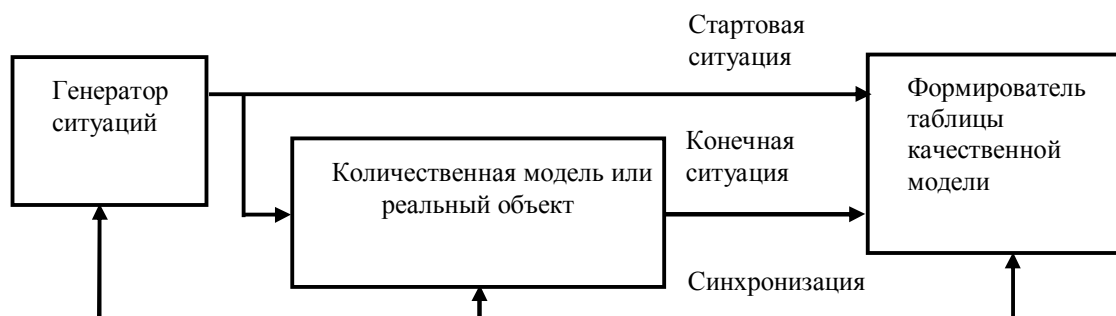 Стартовая
ситуация
Генератор
ситуаций
Формирователь
таблицы
качественной
модели
Конечная
ситуация
Количественная модель или
реальный объект
Синхронизация